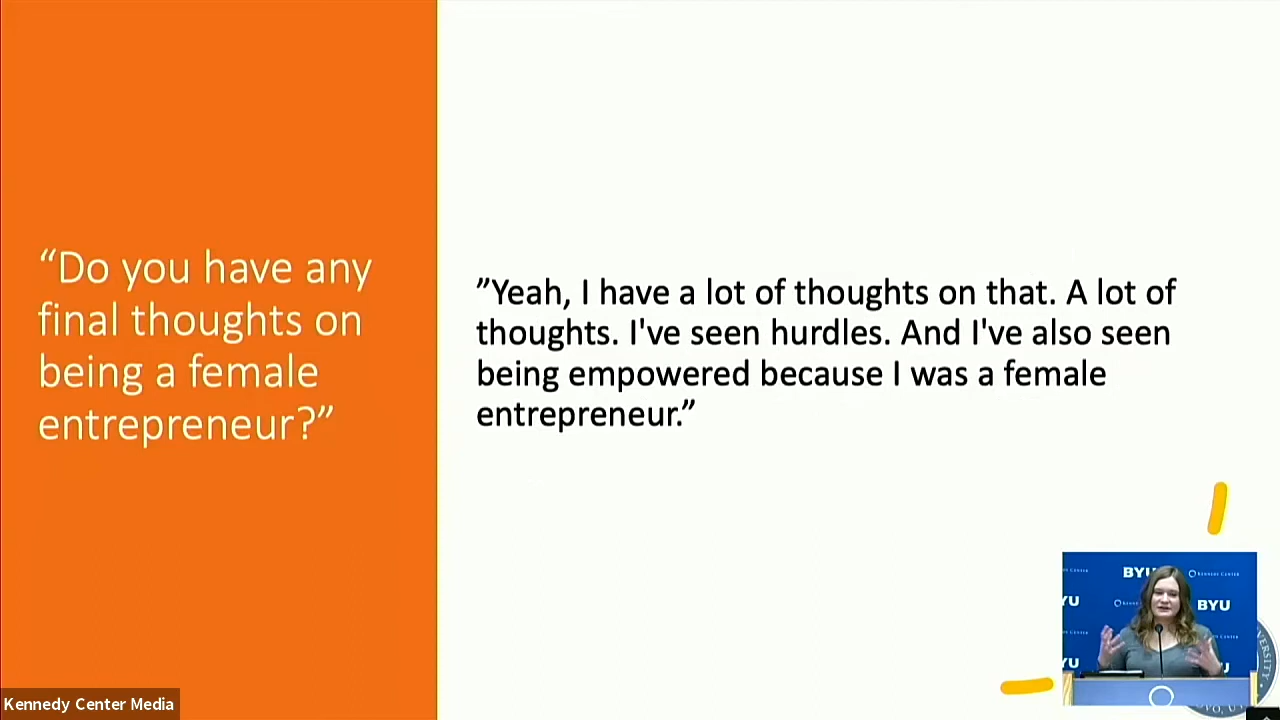 “Do you have any
final thoughts on
being a female
entrepreneur?”
”Yeah, I have a lot of thoughts on that. A lot of
thoughts. I've seen hurdles. And I've also seen
being empowered because I was a female
entrepreneur.”
BYU
BYU
Kennedy Center Media